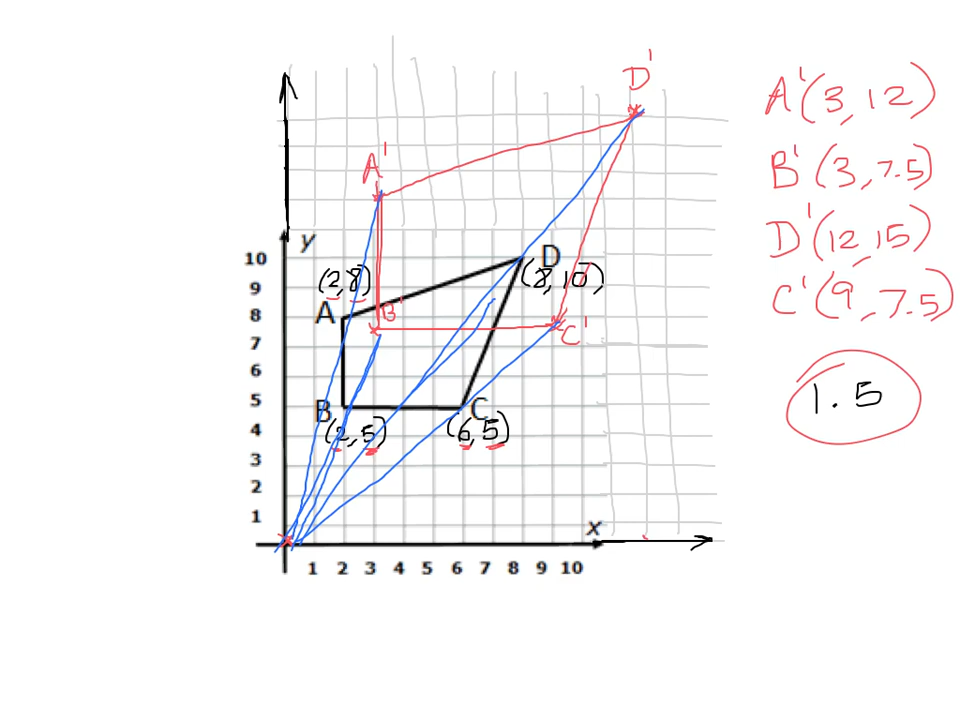 D'
A'
A'(3,12)
B'(3,7.5)
D'(12,15)
C'(9,7.5)
1.5
y
10
9
8
7
6
5
4
3
2
1
(2,8)
A
D
(8,10)
B'
C'
B
(2,5)
C
(6,5)
x
1 2 3 4 5 6 7 8 9 10